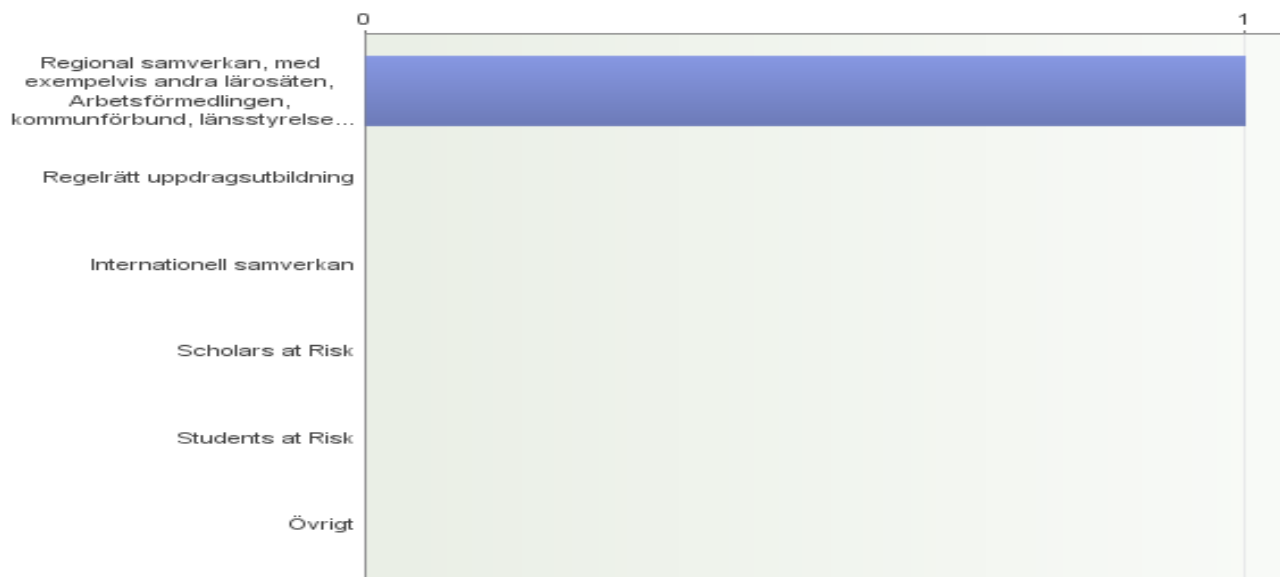 0 1
Regional samverkan, med
exempelvis andra lärosäten,
Arbetsförmedlingen,
kommunförbund, länsstyrelse...
Regelrätt uppdragsutbildning
Internationell samverkan
Scholars at Risk
Students at Risk
Övrigt